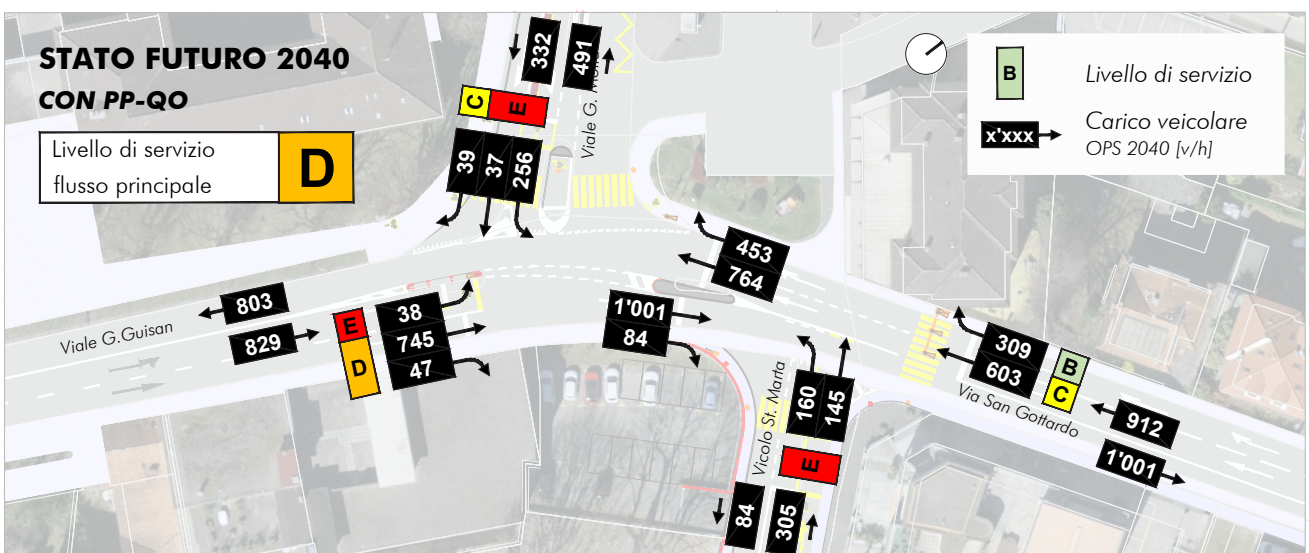 STATO FUTURO 2040
CON PP-QO
Livello di servizio
flusso principale
D
B
Livello di servizio
x'xxx
Carico veicolare
OPS 2040 [v/h]
332
491
Viale G.
C
E
39
37
256
453
764
803
829
Viale G.Guisan
E
D
38
745
47
1'001
84
309
603
B
C
Via San Gottardo
912
1'001
160
145
Vicolo St. Marta
E
84
305